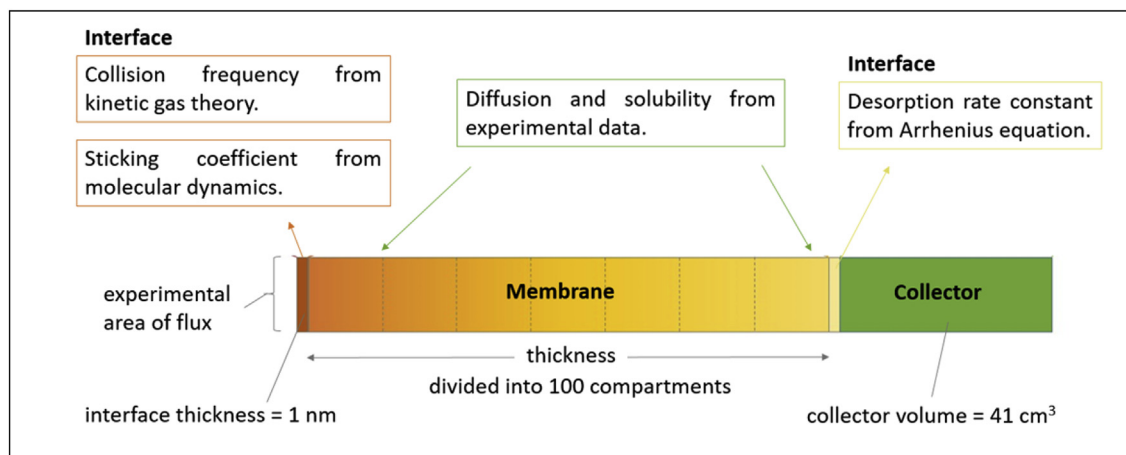 Interface
Collision frequency from
kinetic gas theory.
Sticking coefficient from
molecular dynamics.
Diffusion and solubility from
experimental data.
Interface
Desorption rate constant
from Arrhenius equation.
experimental
area of flux
Membrane
Collector
thickness
divided into 100 compartments
interface thickness = 1 nm
collector volume = 41 cm³